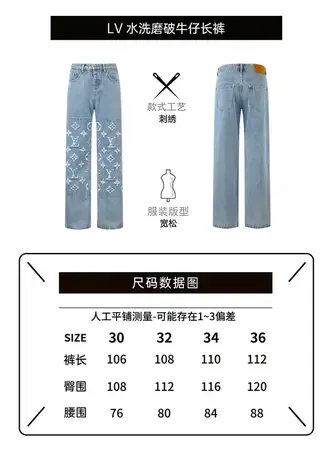 LV 水洗磨破牛仔长裤
款式工艺
刺绣
服装版型
宽松
尺码数据图
人工平铺测量-可能存在1~3偏差
SIZE 30 32 34 36
裤长 106 108 110 112
臀围 108 112 116 120
腰围 76 80 84 88